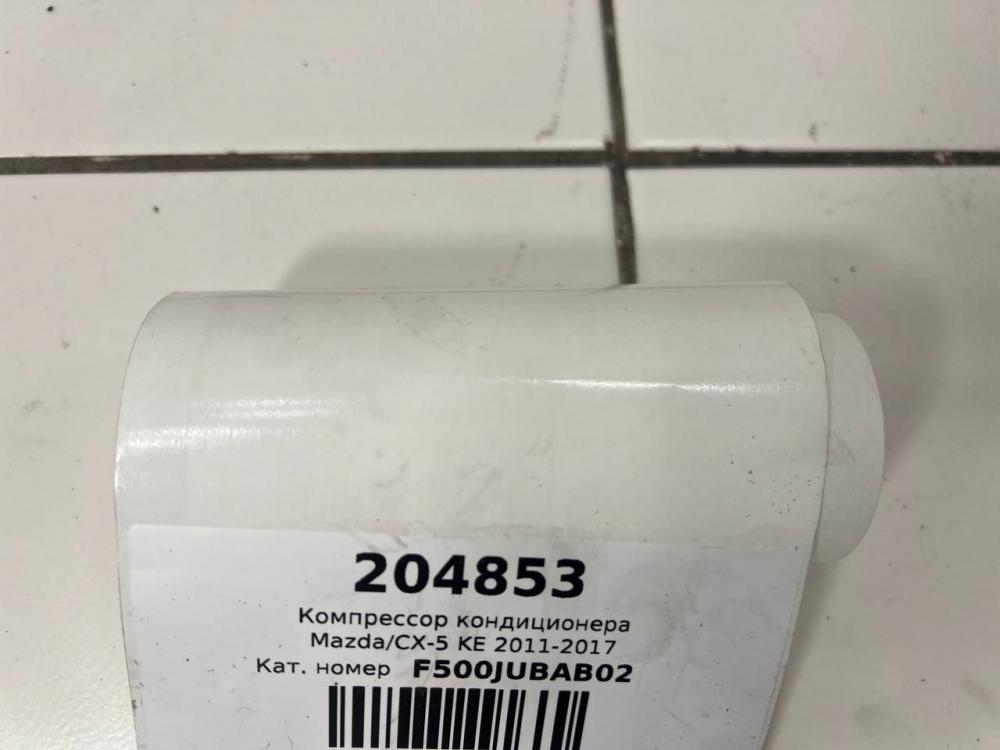 204853
Компрессор кондиционера
Mazda/CX-5 KE 2011-2017
Кат. номер F500JUBAB02